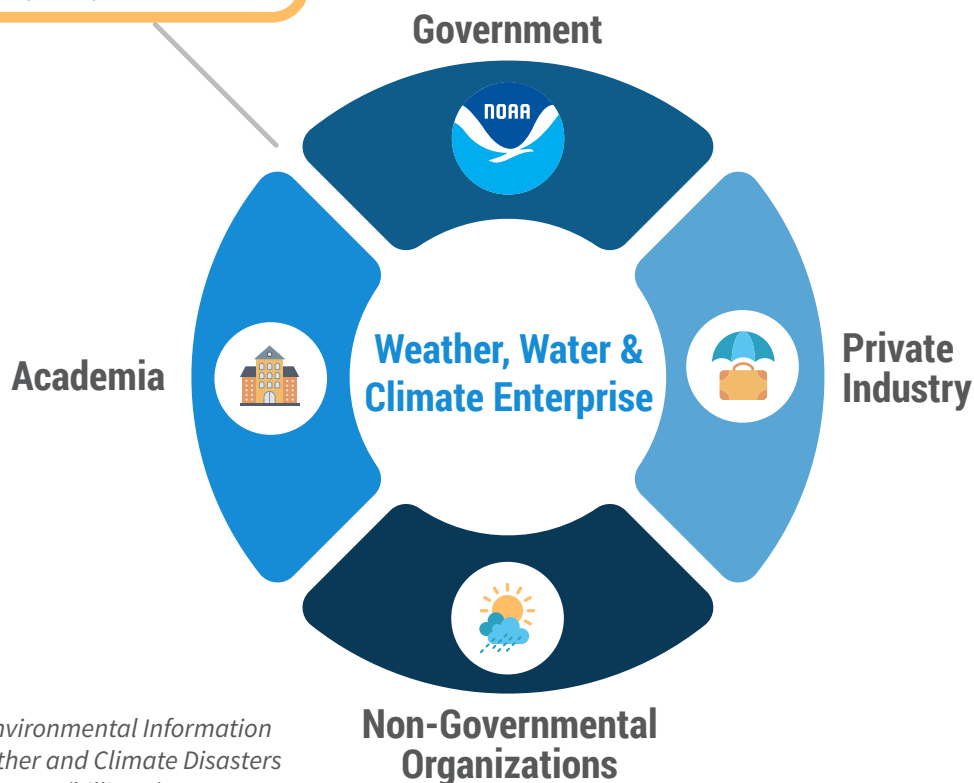 Government
NOAA
Academia
Weather, Water &
Climate Enterprise
Private
Industry
Non-Governmental
Organizations
nvironmental Information
ther and Climate Disasters